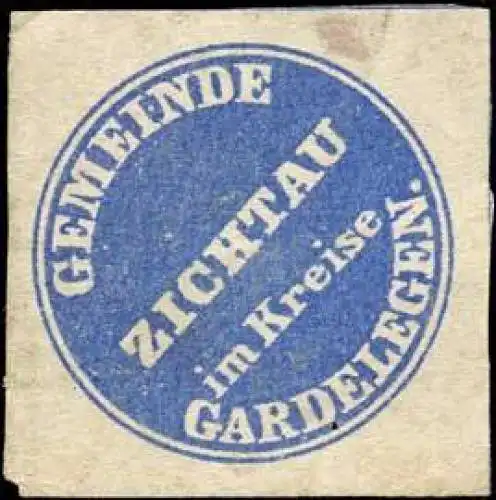 GEMEINDE
ZICHTAU
im Kreise
GARDELEGEN.